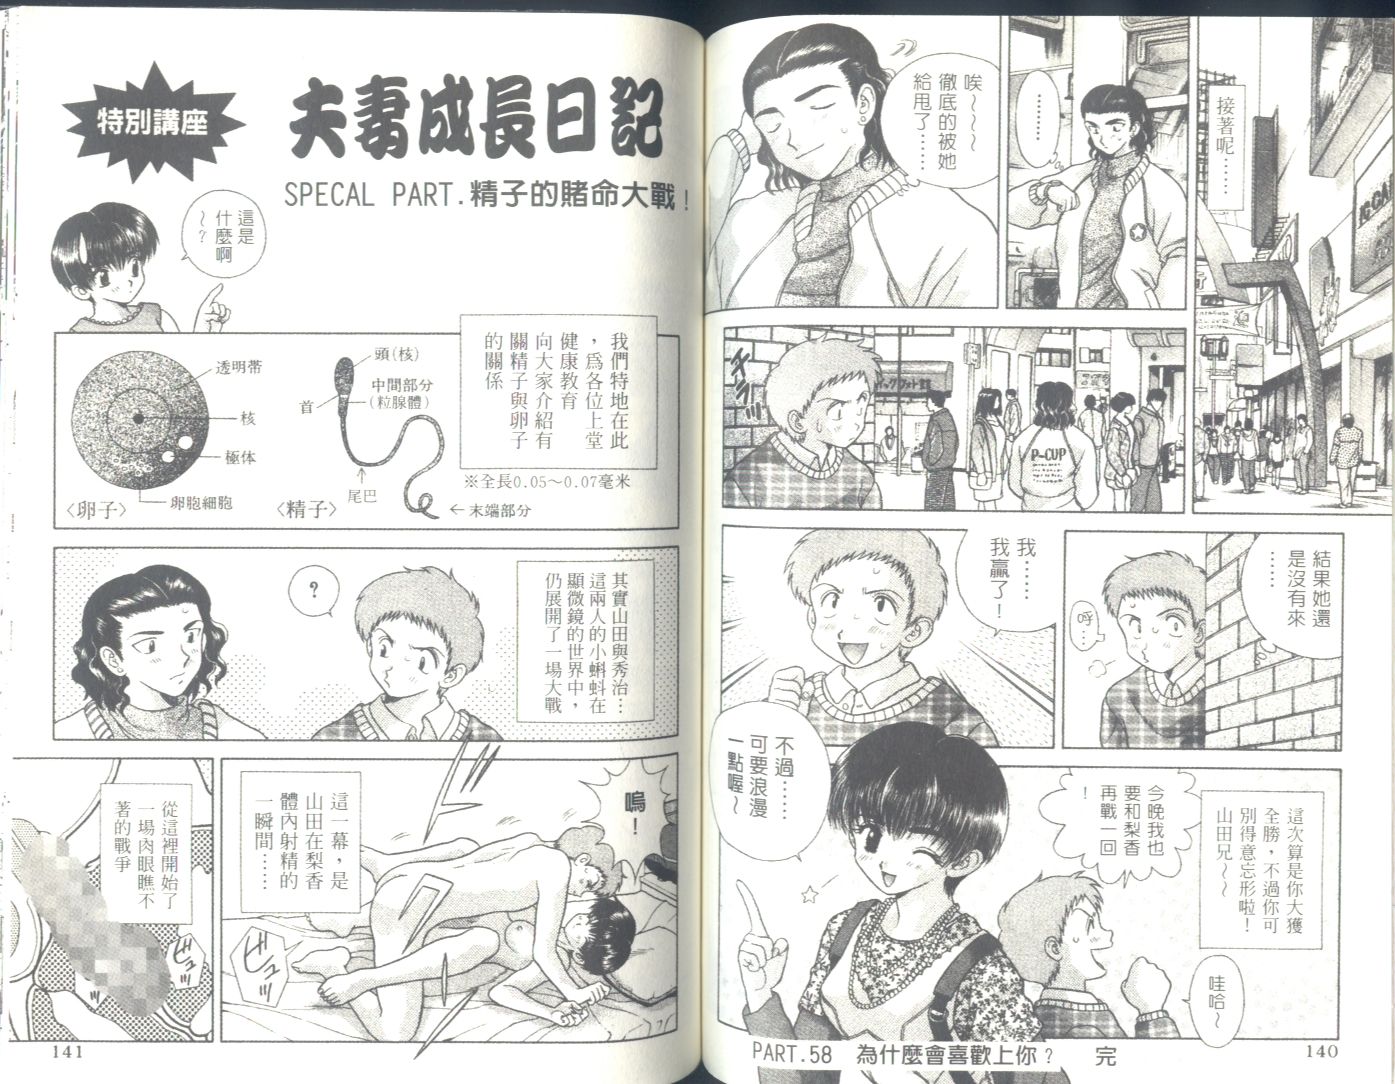 接著呢……
………
唉～～～～
徹底的被她
給甩了……
P-CUP
結果她還
是沒有來
……
呼…
我……
我贏了！
這次算是你大獲
全勝，不過你可
別得意忘形啦！
山田兄～～
今晚我也
要和梨香
再戰一回
！
哇哈～
不過……
可要浪漫
一點喔～
PART.58 為什麼會喜歡上你？ 完
140
特別講座
夫妻成長日記
SPECAL PART.精子的賭命大戰！
這是
什麼啊
～？
我們特地在此
，為各位上堂
健康教育
向大家介紹有
關精子與卵子
的關係
透明帯
核
極体
卵胞細胞
〈卵子〉
頭(核)
中間部分
(粒腺體)
首
尾巴
〈精子〉
※全長0.05～0.07毫米
←末端部分
其實山田與秀治…
這兩人的小蝌蚪在
顯微鏡的世界中，
仍展開了一場大戰
？
嗚！
這一幕，是
山田在梨香
體內射精的
一瞬間……
ビュッ
從這裡開始了
一場肉眼瞧不
著的戰爭
ビュッ
141